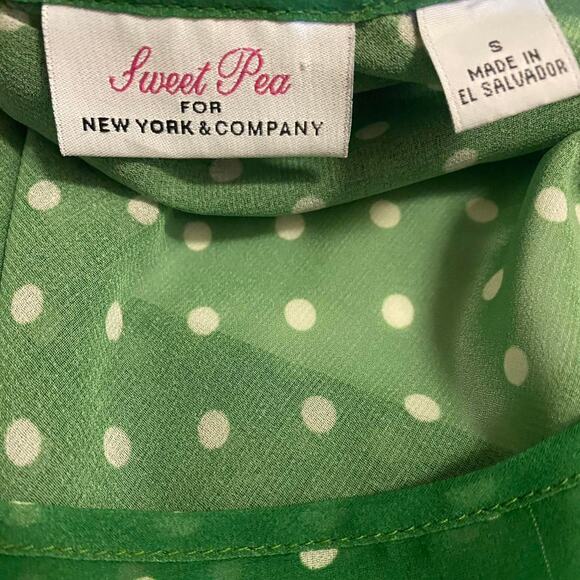 Sweet Pea
FOR
NEW YORK & COMPANY
S
MADE IN
EL SALVADOR